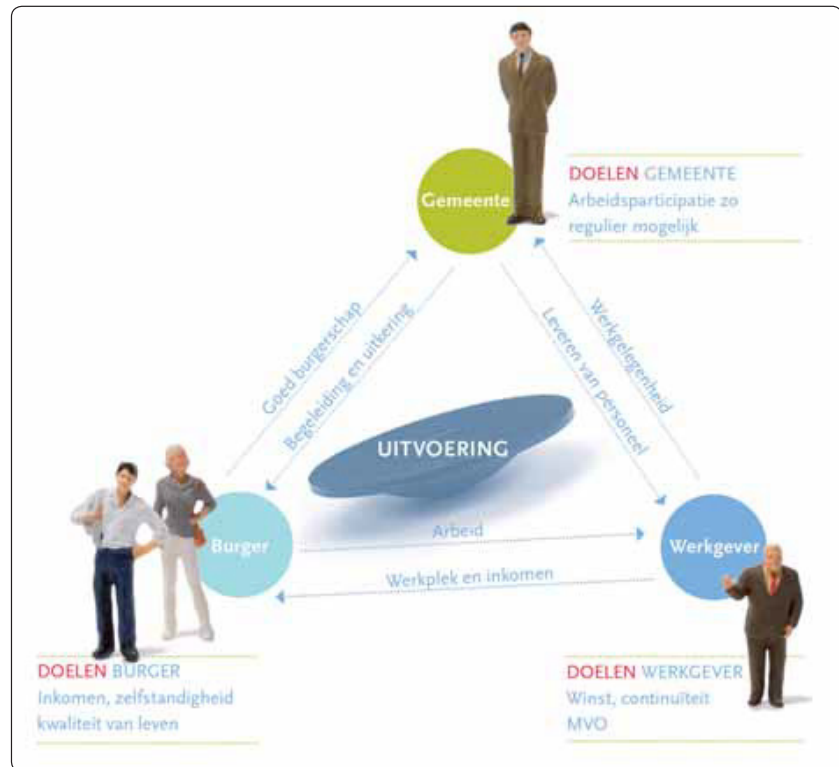 Gemeente
DOELEN GEMEENTE
Arbeidsparticipatie zo
regulier mogelijk
Goed burgerschap
Begeleiding en uitkering
Leveren van personeel
Werkgelegenheid
UITVOERING
Burger
Arbeid
Werkgever
Werkplek en inkomen
DOELEN BURGER
Inkomen, zelfstandigheid
kwaliteit van leven
DOELEN WERKGEVER
Winst, continuïteit
MVO